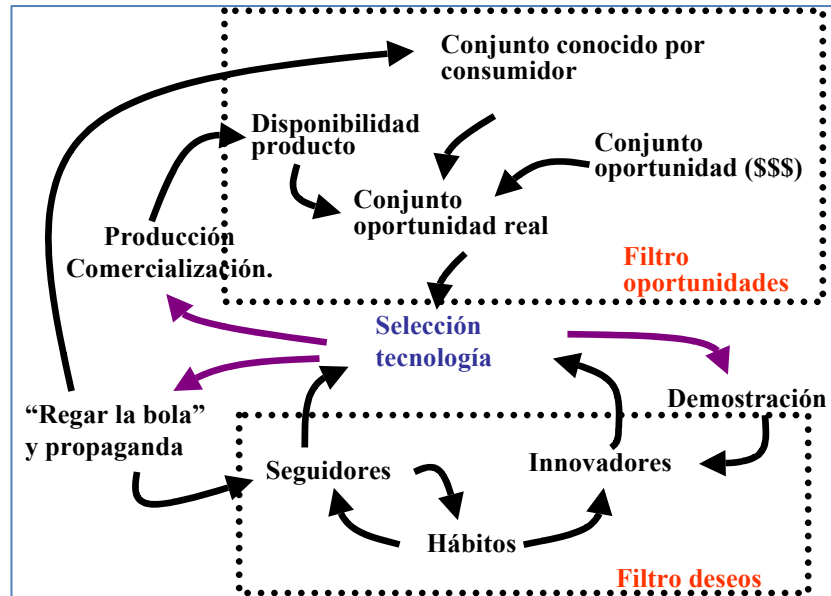 Conjunto conocido por
consumidor
Disponibilidad
producto
Conjunto
oportunidad ($$$)
Conjunto
oportunidad real
Producción
Comercialización.
Filtro
oportunidades
Selección
tecnología
Demostración
“Regar la bola”
y propaganda
Seguidores
Innovadores
Hábitos
Filtro deseos